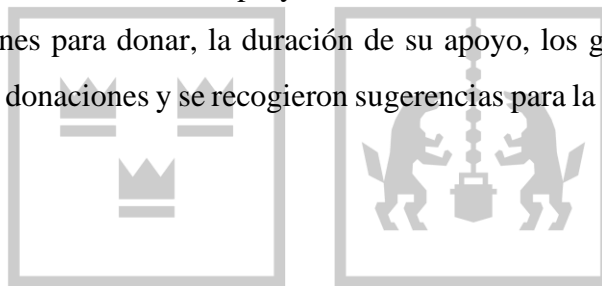 nes para donar, la duración de su apoyo, los g
donaciones y se recogieron sugerencias para la